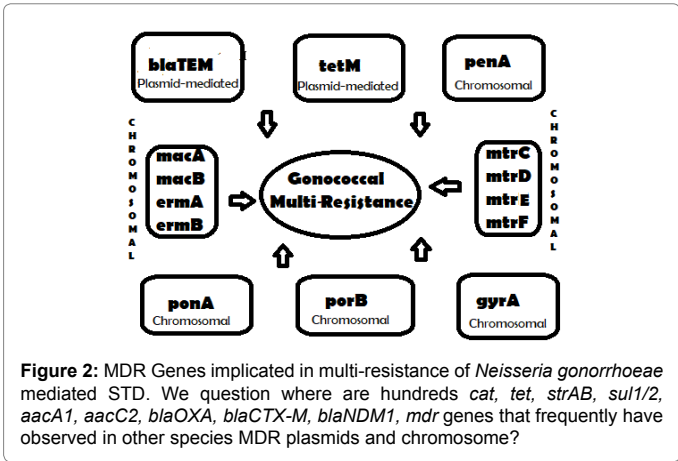 blaTEM
Plasmid-mediated
tetM
Plasmid-mediated
penA
Chromosomal
CHROMOSOMAL
macA
macB
ermA
ermB
Gonococcal
Multi-Resistance
mtrC
mtrD
mtrE
mtrF
CHROMOSOMAL
ponA
Chromosomal
porB
Chromosomal
gyrA
Chromosomal
Figure 2: MDR Genes implicated in multi-resistance of Neisseria gonorrhoeae
mediated STD. We question where are hundreds cat, tet, strAB, sul1/2,
aacA1, aacC2, blaOXA, blaCTX-M, blaNDM1, mdr genes that frequently have
observed in other species MDR plasmids and chromosome?